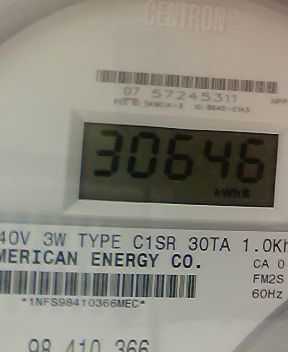 CENTRON®
07 57245311
30646
kWh
40V 3W TYPE C1SR 30TA 1.0Kh
MERICAN ENERGY CO.
CA 0
FM2S
60Hz
*1NFS98410366MEC*
98 410 366